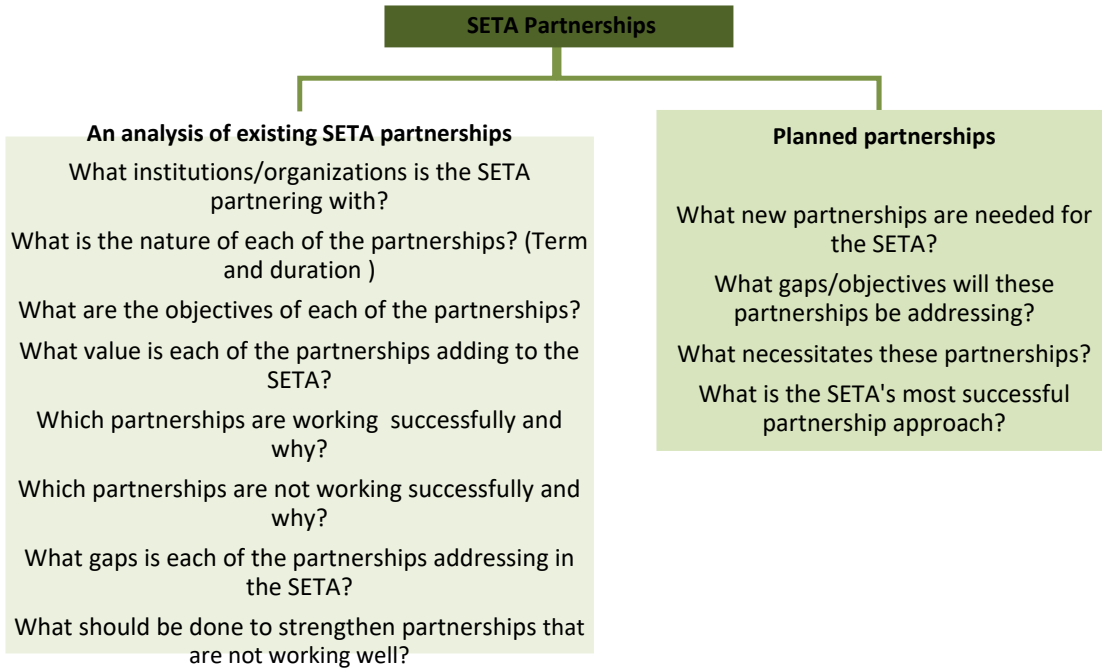 SETA Partnerships
An analysis of existing SETA partnerships
What institutions/organizations is the SETA
partnering with?
What is the nature of each of the partnerships? (Term
and duration )
What are the objectives of each of the partnerships?
What value is each of the partnerships adding to the
SETA?
Which partnerships are working  successfully and
why?
Which partnerships are not working successfully and
why?
What gaps is each of the partnerships addressing in
the SETA?
What should be done to strengthen partnerships that
are not working well?
Planned partnerships
What new partnerships are needed for
the SETA?
What gaps/objectives will these
partnerships be addressing?
What necessitates these partnerships?
What is the SETA's most successful
partnership approach?